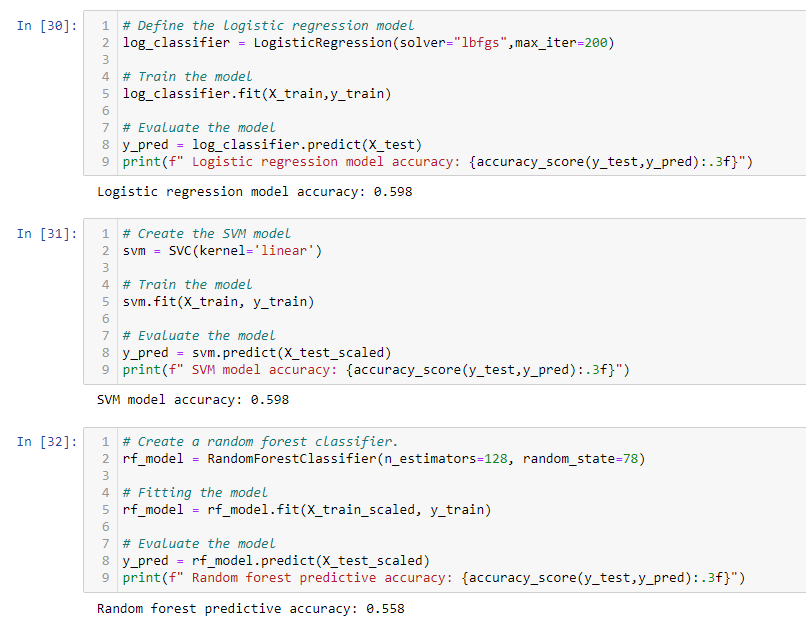 In [30]:
1 # Define the logistic regression model
2 log_classifier = LogisticRegression(solver="lbfgs",max_iter=200)
3
4 # Train the model
5 log_classifier.fit(X_train,y_train)
6
7 # Evaluate the model
8 y_pred = log_classifier.predict(X_test)
9 print(f" Logistic regression model accuracy: {accuracy_score(y_test,y_pred):.3f}")
Logistic regression model accuracy: 0.598
In [31]:
1 # Create the SVM model
2 svm = SVC(kernel='linear')
3
4 # Train the model
5 svm.fit(X_train, y_train)
6
7 # Evaluate the model
8 y_pred = svm.predict(X_test_scaled)
9 print(f" SVM model accuracy: {accuracy_score(y_test,y_pred):.3f}")
SVM model accuracy: 0.598
In [32]:
1 # Create a random forest classifier.
2 rf_model = RandomForestClassifier(n_estimators=128, random_state=78)
3
4 # Fitting the model
5 rf_model = rf_model.fit(X_train_scaled, y_train)
6
7 # Evaluate the model
8 y_pred = rf_model.predict(X_test_scaled)
9 print(f" Random forest predictive accuracy: {accuracy_score(y_test,y_pred):.3f}")
Random forest predictive accuracy: 0.558